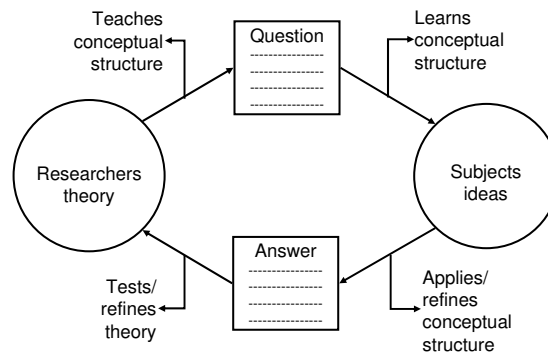 Teaches
conceptual
structure
Question
Learns
conceptual
structure
Researchers
theory
Subjects
ideas
Answer
Tests/
refines
theory
Applies/
refines
conceptual
structure